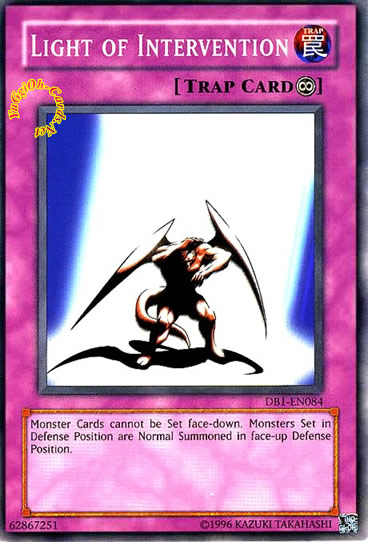 LIGHT OF INTERVENTION
TRAP
罠
[TRAP CARD♾]
YuGiOh-Cards.Net
DB1-EN084
Monster Cards cannot be Set face-down. Monsters Set in
Defense Position are Normal Summoned in face-up Defense
Position.
62867251
©1996 KAZUKI TAKAHASHI